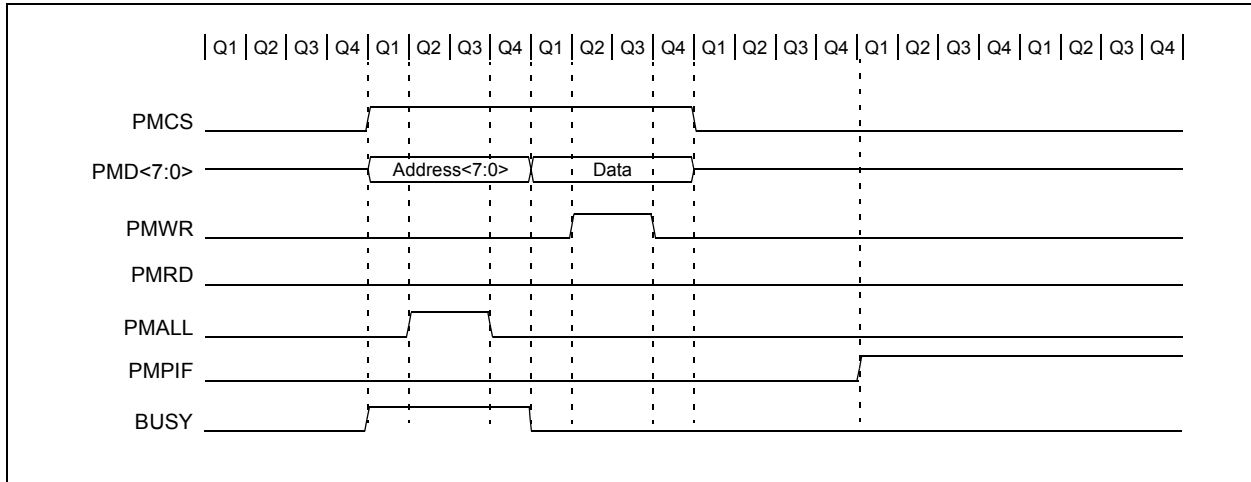 Q1 Q2 Q3 Q4 Q1 Q2 Q3 Q4 Q1 Q2 Q3 Q4 Q1 Q2 Q3 Q4 Q1 Q2 Q3 Q4 Q1 Q2 Q3 Q4
PMCS
PMD<7:0> Address<7:0> Data
PMWR
PMRD
PMALL
PMPIF
BUSY